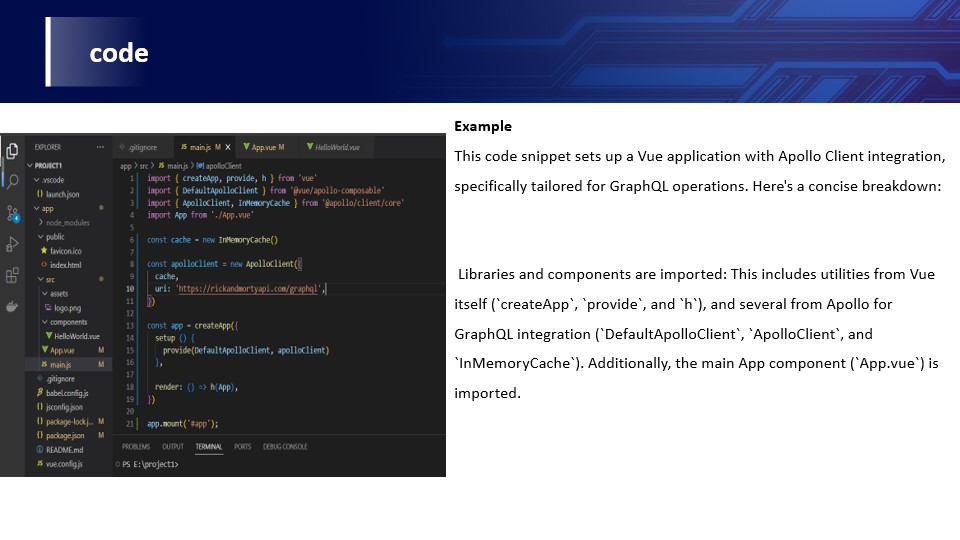 code
EXPLORER
PROJECT1
.vscode
launch.json
app
node_modules
public
favicon.ico
index.html
src
assets
logo.png
components
HelloWorld.vue
App.vue M
main.js M
.gitignore
babel.config.js
jsconfig.json
package-lock.j... M
package.json M
README.md
vue.config.js
.gitignore JS main.js M X App.vue M HelloWorld.vue
app > src > JS main.js > apolloClient
1 import { createApp, provide, h } from 'vue'
2 import { DefaultApolloClient } from '@vue/apollo-composable'
3 import { ApolloClient, InMemoryCache } from '@apollo/client/core'
4 import App from './App.vue'
5
6 const cache = new InMemoryCache()
7
8 const apolloClient = new ApolloClient({
9 cache,
10 uri: 'https://rickandmortyapi.com/graphql',
11 })
12
13 const app = createApp({
14 setup () {
15 provide(DefaultApolloClient, apolloClient)
16 },
17
18 render: () => h(App),
19 })
20
21 app.mount('#app');
PROBLEMS OUTPUT TERMINAL PORTS DEBUG CONSOLE
PS E:\project1>
Example
This code snippet sets up a Vue application with Apollo Client integration,
specifically tailored for GraphQL operations. Here's a concise breakdown:
Libraries and components are imported: This includes utilities from Vue
itself (`createApp`, `provide`, and `h`), and several from Apollo for
GraphQL integration (`DefaultApolloClient`, `ApolloClient`, and
`InMemoryCache`). Additionally, the main App component (`App.vue`) is
imported.